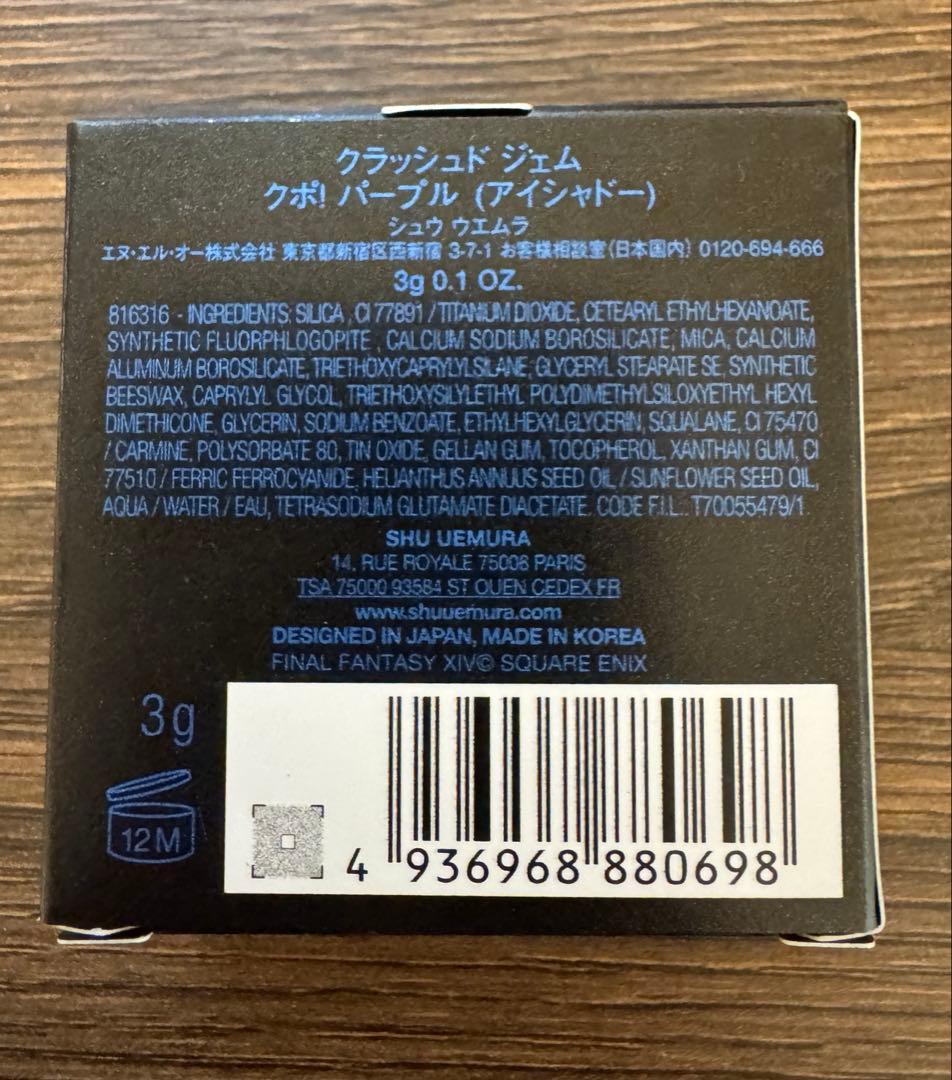 クラッシュド ジェム
クポ! パープル (アイシャドー)
シュウ ウエムラ
エヌ・エル・オー株式会社 東京都新宿区西新宿 3-7-1 お客様相談室(日本国内) 0120-694-666
3g 0.1 OZ.
816316 - INGREDIENTS: SILICA , CI 77891 / TITANIUM DIOXIDE, CETEARYL ETHYLHEXANOATE,
SYNTHETIC FLUORPHLOGOPITE , CALCIUM SODIUM BOROSILICATE, MICA, CALCIUM
ALUMINUM BOROSILICATE, TRIETHOXYCAPRYLYLSILANE, GLYCERYL STEARATE SE, SYNTHETIC
BEESWAX, CAPRYLYL GLYCOL, TRIETHOXYSILYLETHYL POLYDIMETHYLSILOXYETHYL HEXYL
DIMETHICONE, GLYCERIN, SODIUM BENZOATE, ETHYLHEXYLGLYCERIN, SQUALANE, CI 75470
/ CARMINE, POLYSORBATE 80, TIN OXIDE, GELLAN GUM, TOCOPHEROL, XANTHAN GUM, CI
77510 / FERRIC FERROCYANIDE, HELIANTHUS ANNUUS SEED OIL / SUNFLOWER SEED OIL,
AQUA / WATER / EAU, TETRASODIUM GLUTAMATE DIACETATE. CODE F.I.L. T70055479/1
SHU UEMURA
14, RUE ROYALE 75008 PARIS
TSA 75000 93584 ST OUEN CEDEX FR
www.shuuemura.com
DESIGNED IN JAPAN, MADE IN KOREA
FINAL FANTASY XIV© SQUARE ENIX
3g
12M
4 936968 880698